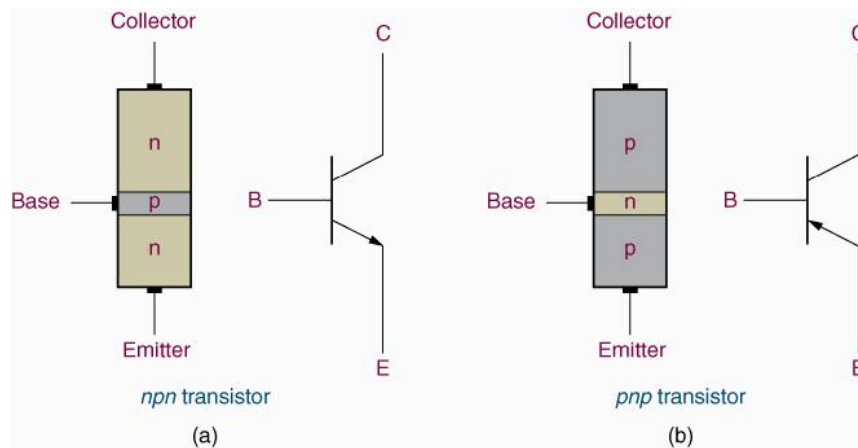 Collector
C
n
Base
p
B
n
Emitter
E
npn transistor
(a)
Collector
p
Base
n
B
p
Emitter
pnp transistor
(b)